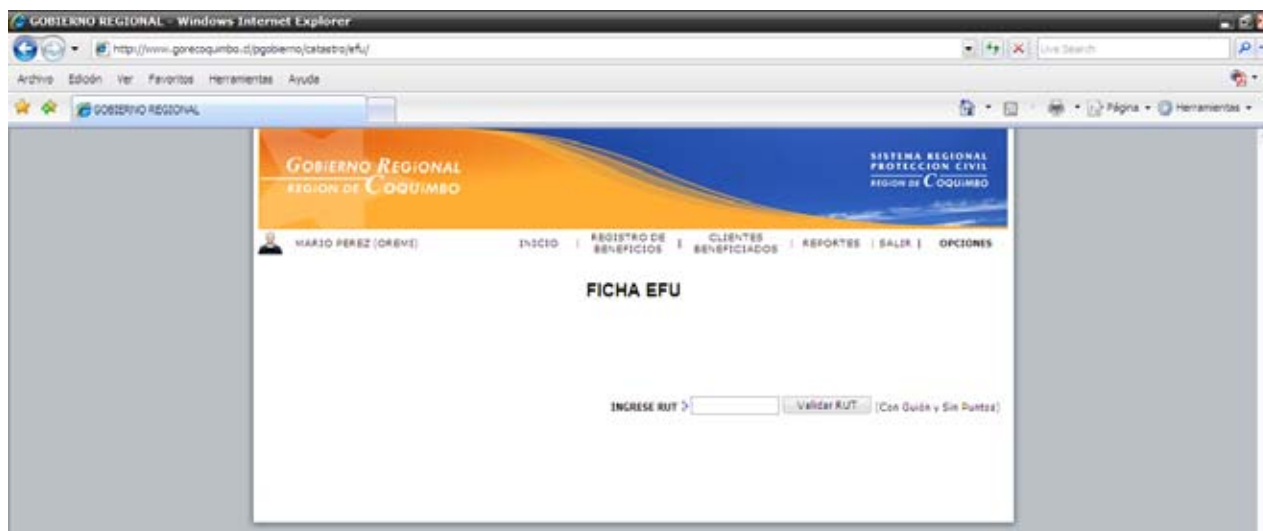 GOBIERNO REGIONAL - Windows Internet Explorer
http://www.gorecoquimbo.cl/pgobierno/catastro/efu/
Live Search
Archivo Edición Ver Favoritos Herramientas Ayuda
GOBIERNO REGIONAL
Página Herramientas
GOBIERNO REGIONAL
REGION DE COQUIMBO
SISTEMA REGIONAL
PROTECCION CIVIL
REGION DE COQUIMBO
MARIO PEREZ (OREMI) INICIO | REGISTRO DE BENEFICIOS | CLIENTES BENEFICIADOS | REPORTES | SALIR | OPCIONES
FICHA EFU
INGRESE RUT > Validar RUT (Con Guión y Sin Puntos)